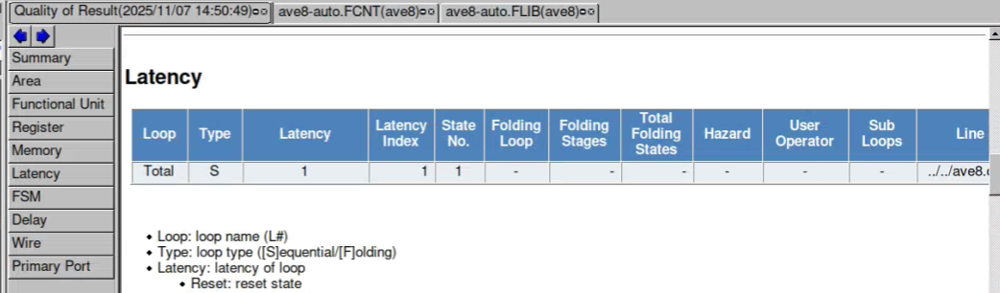 Quality of Result(2025/11/07 14:50:49) ave8-auto.FCNT(ave8) ave8-auto.FLIB(ave8)
Summary
Area
Functional Unit
Register
Memory
Latency
FSM
Delay
Wire
Primary Port
Latency
Loop Type Latency Latency Index State No. Folding Loop Folding Stages Total Folding States Hazard User Operator Sub Loops Line
Total S 1 1 1 - - - - - - ../../ave8.
Loop: loop name (L#)
Type: loop type ([S]equential/[F]olding)
Latency: latency of loop
Reset: reset state